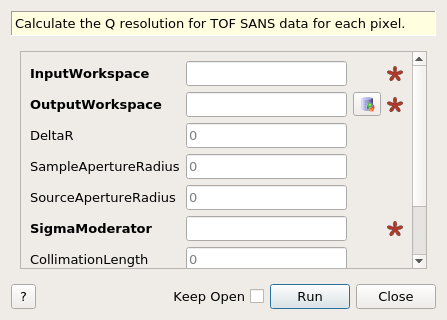 Calculate the Q resolution for TOF SANS data for each pixel.
InputWorkspace *
OutputWorkspace *
DeltaR 0
SampleApertureRadius 0
SourceApertureRadius 0
SigmaModerator *
CollimationLength 0
? Keep Open Run Close